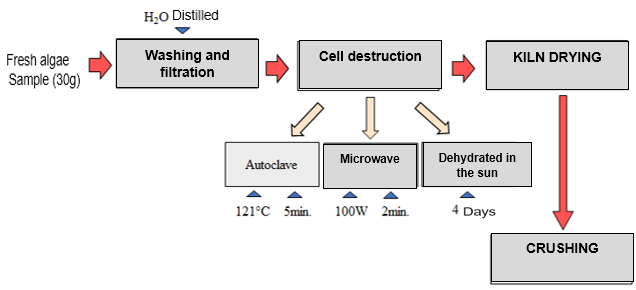 H₂O Distilled
Fresh algae
Sample (30g)
Washing and
filtration
Cell destruction
KILN DRYING
Autoclave
Microwave
Dehydrated in
the sun
121°C 5min. 100W 2min. 4 Days
CRUSHING